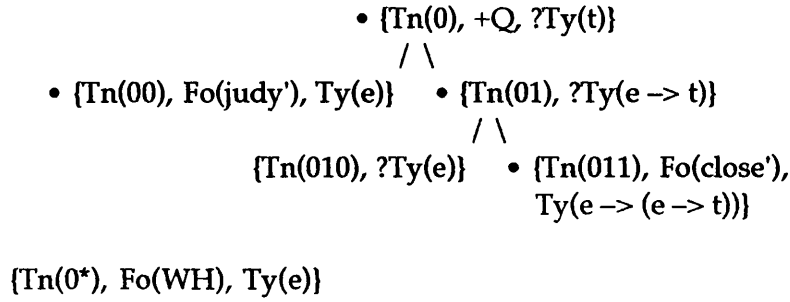 • {Tn(0), +Q, ?Ty(t)}
/ \
• {Tn(00), Fo(judy'), Ty(e)} • {Tn(01), ?Ty(e –> t)}
/ \
{Tn(010), ?Ty(e)} • {Tn(011), Fo(close'),
Ty(e –> (e –> t))}
{Tn(0*), Fo(WH), Ty(e)}